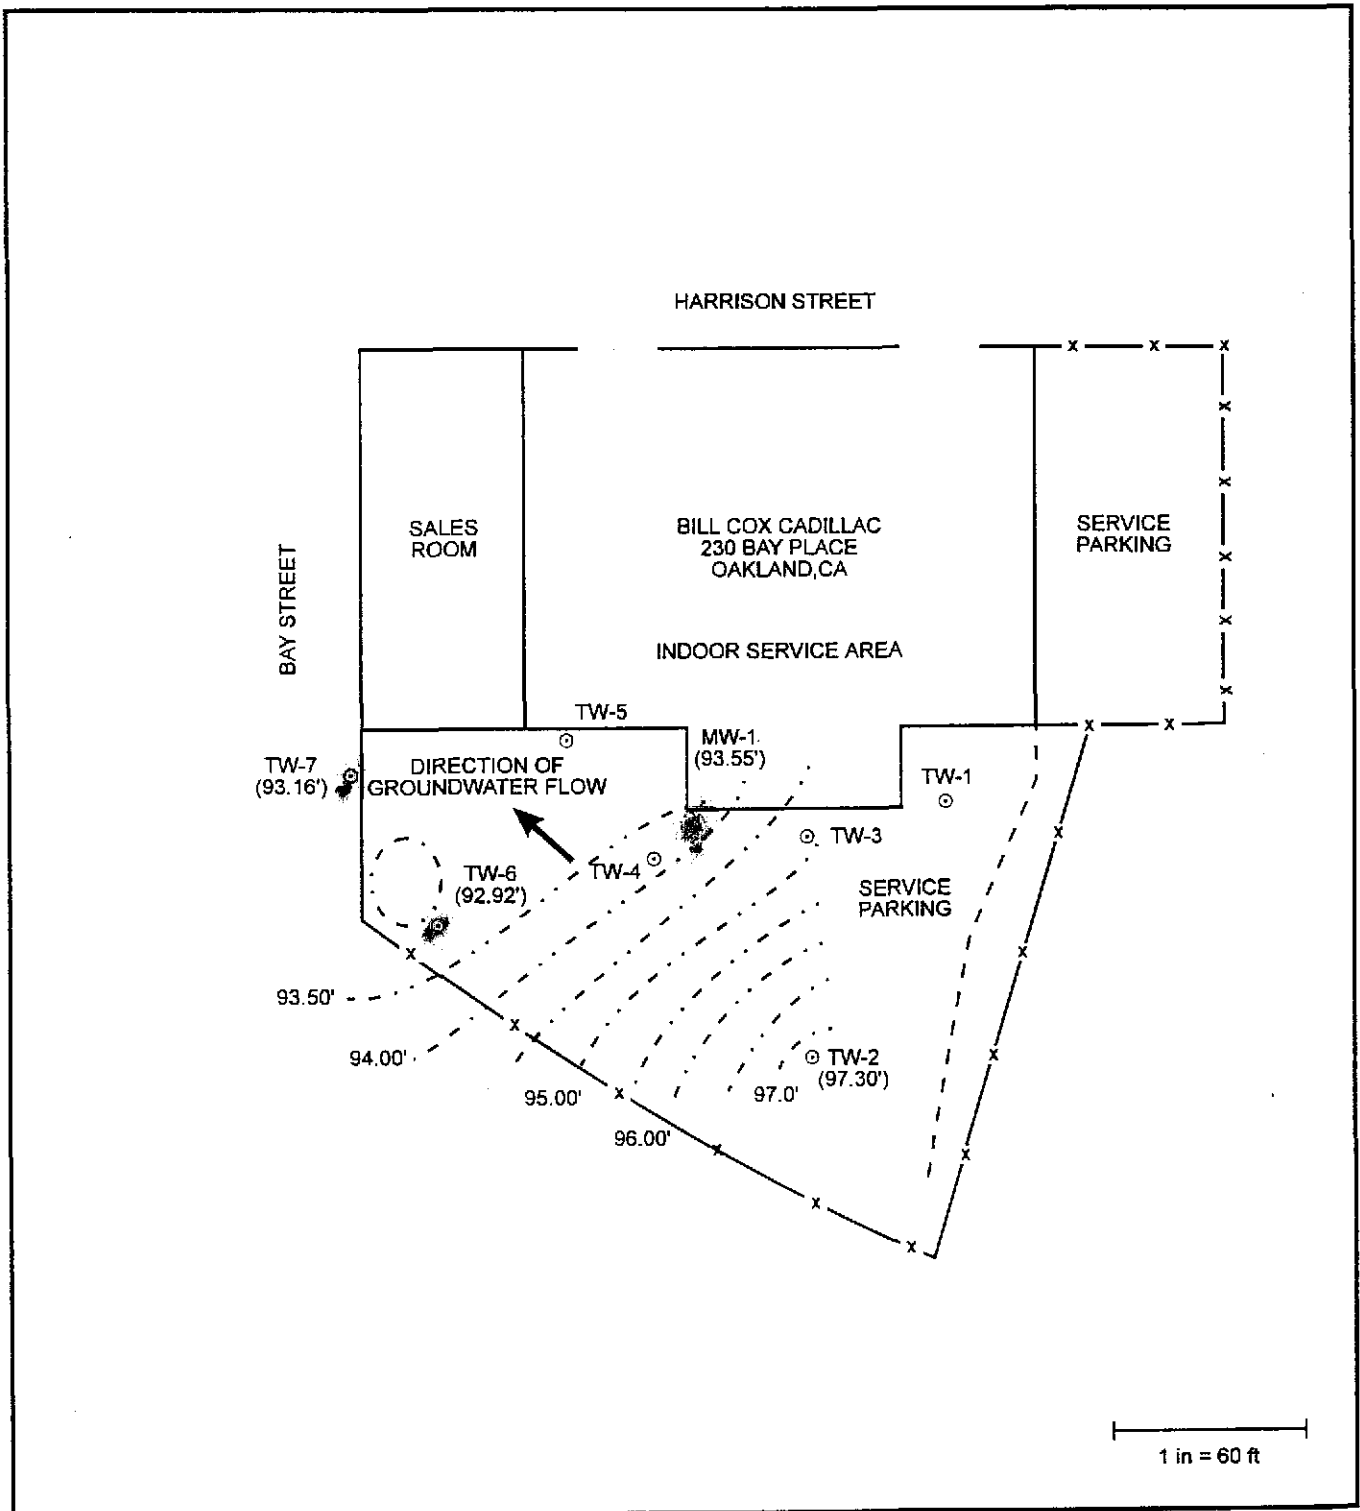 HARRISON STREET
SALES
ROOM
BILL COX CADILLAC
230 BAY PLACE
OAKLAND,CA
SERVICE
PARKING
BAY STREET
INDOOR SERVICE AREA
TW-5
MW-1
(93.55')
TW-7
(93.16')
DIRECTION OF
GROUNDWATER FLOW
TW-1
TW-3
TW-4
TW-6
(92.92')
SERVICE
PARKING
93.50'
94.00'
95.00'
96.00'
97.0'
TW-2
(97.30')
1 in = 60 ft